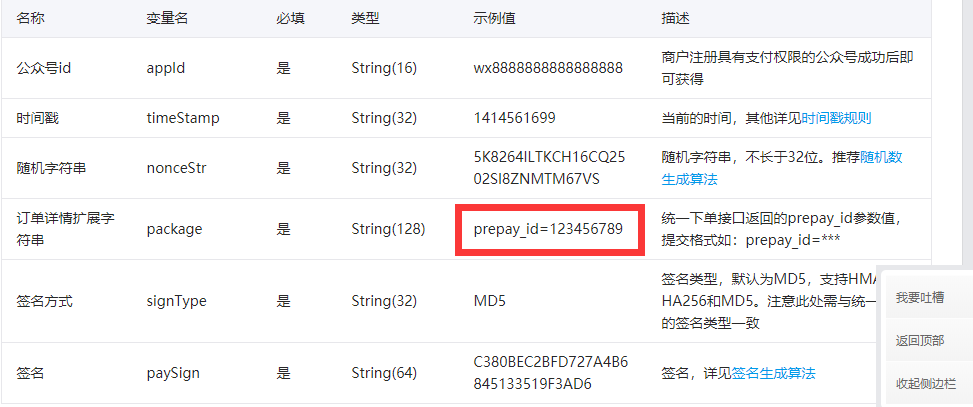 名称 变量名 必填 类型 示例值 描述
公众号id appId 是 String(16) wx8888888888888888 商户注册具有支付权限的公众号成功后即
可获得
时间戳 timeStamp 是 String(32) 1414561699 当前的时间，其他详见时间戳规则
随机字符串 nonceStr 是 String(32) 5K8264ILTKCH16CQ25
02SI8ZNMTM67VS
随机字符串，不长于32位。推荐随机数
生成算法
订单详情扩展字
符串
package 是 String(128) prepay_id=123456789 统一下单接口返回的prepay_id参数值，
提交格式如：prepay_id=***
签名方式 signType 是 String(32) MD5 签名类型，默认为MD5，支持HMA
HA256和MD5。注意此处需与统一
的签名类型一致
签名 paySign 是 String(64) C380BEC2BFD727A4B6
845133519F3AD6
签名，详见签名生成算法
我要吐槽
返回顶部
收起侧边栏